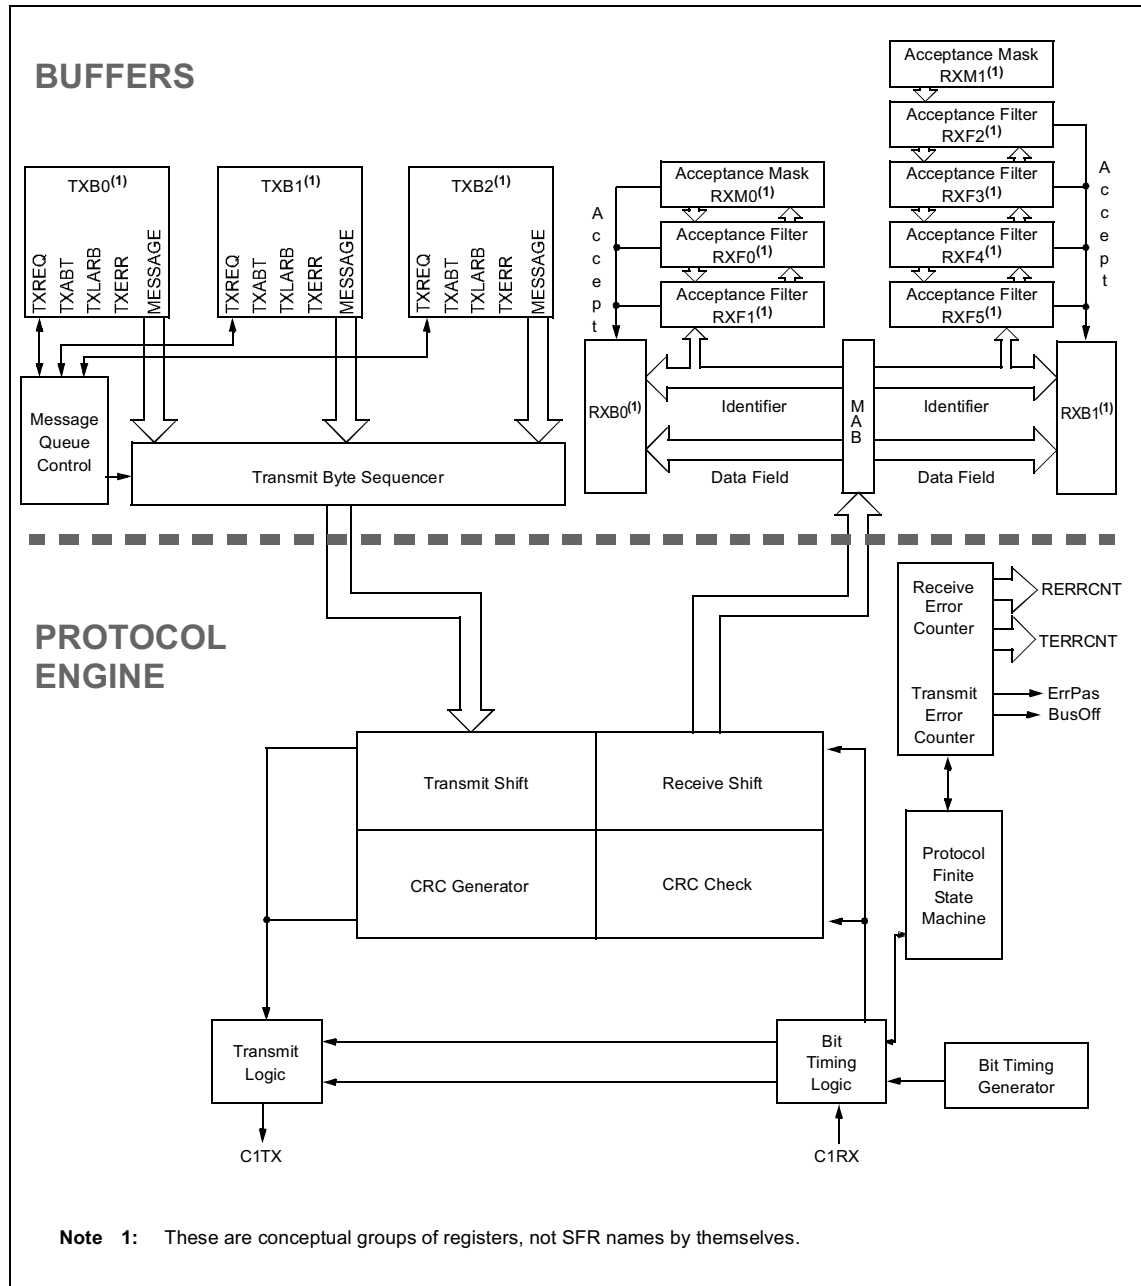 BUFFERS
Acceptance Mask
RXM1(1)
Acceptance Filter
RXF2(1)
Acceptance Filter
RXF3(1)
Acceptance Filter
RXF4(1)
Acceptance Filter
RXF5(1)
Accept
Acceptance Mask
RXM0(1)
Acceptance Filter
RXF0(1)
Acceptance Filter
RXF1(1)
Accept
TXB0(1)
TXREQ
TXABT
TXLARB
TXERR
MESSAGE
TXB1(1)
TXREQ
TXABT
TXLARB
TXERR
MESSAGE
TXB2(1)
TXREQ
TXABT
TXLARB
TXERR
MESSAGE
Message
Queue
Control
Transmit Byte Sequencer
RXB0(1)
Identifier
Data Field
MAB
Identifier
Data Field
RXB1(1)
PROTOCOL
ENGINE
Receive
Error
Counter
Transmit
Error
Counter
RERRCNT
TERRCNT
ErrPas
BusOff
Transmit Shift
Receive Shift
CRC Generator
CRC Check
Protocol
Finite
State
Machine
Transmit
Logic
Bit
Timing
Logic
Bit Timing
Generator
C1TX
C1RX
Note 1: These are conceptual groups of registers, not SFR names by themselves.